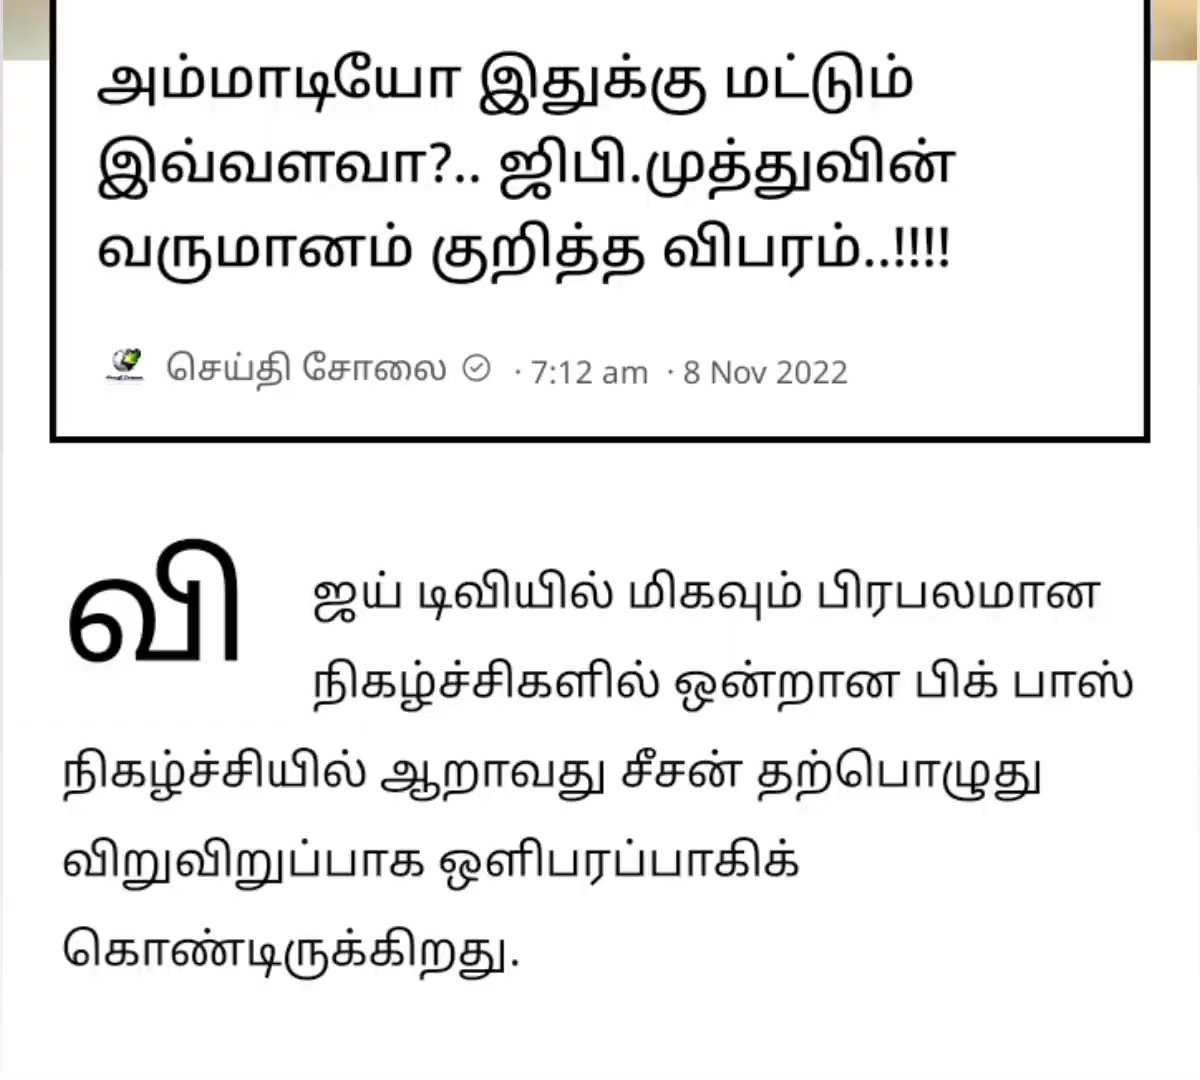 அம்மாடியோ இதுக்கு மட்டும்
இவ்வளவா?.. ஜிபி.முத்துவின்
வருமானம் குறித்த விபரம்..!!!!
செய்தி சோலை · 7:12 am · 8 Nov 2022
விஜய் டிவியில் மிகவும் பிரபலமான
நிகழ்ச்சிகளில் ஒன்றான பிக் பாஸ்
நிகழ்ச்சியில் ஆறாவது சீசன் தற்பொழுது
விறுவிறுப்பாக ஒளிபரப்பாகிக்
கொண்டிருக்கிறது.